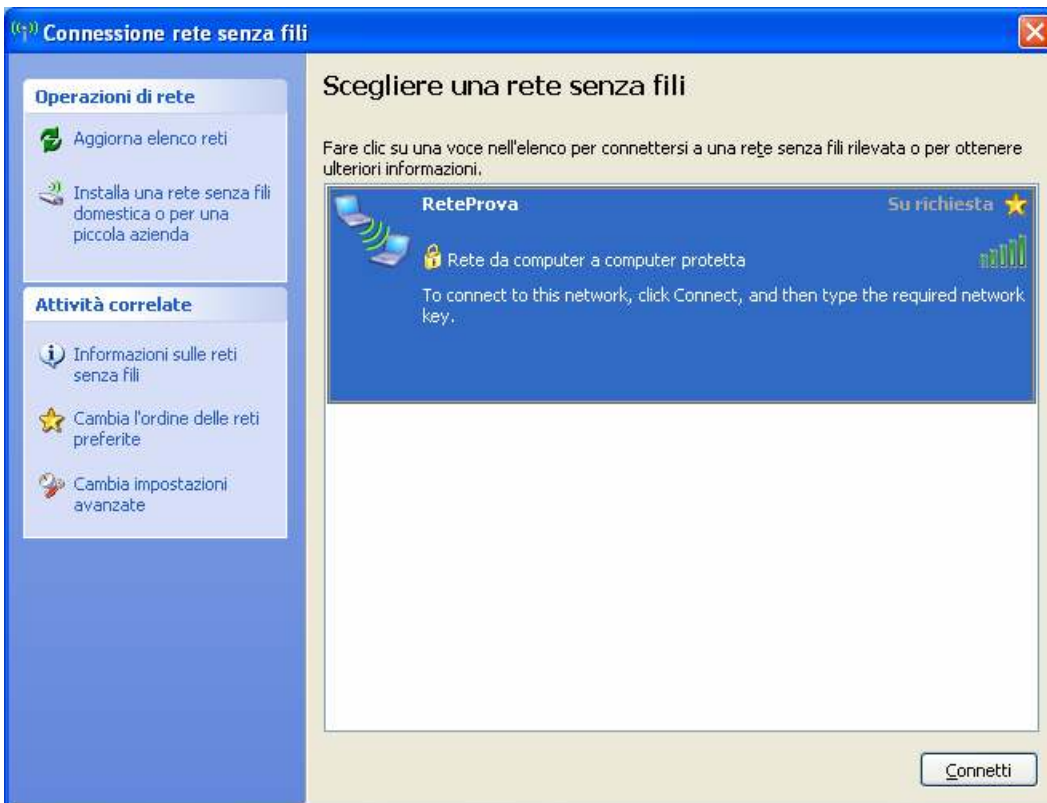 Connessione rete senza fili
Operazioni di rete
Aggiorna elenco reti
Installa una rete senza fili
domestica o per una
piccola azienda
Attività correlate
Informazioni sulle reti
senza fili
Cambia l'ordine delle reti
preferite
Cambia impostazioni
avanzate
Scegliere una rete senza fili
Fare clic su una voce nell'elenco per connettersi a una rete senza fili rilevata o per ottenere
ulteriori informazioni.
ReteProva Su richiesta
Rete da computer a computer protetta
To connect to this network, click Connect, and then type the required network
key.
Connetti